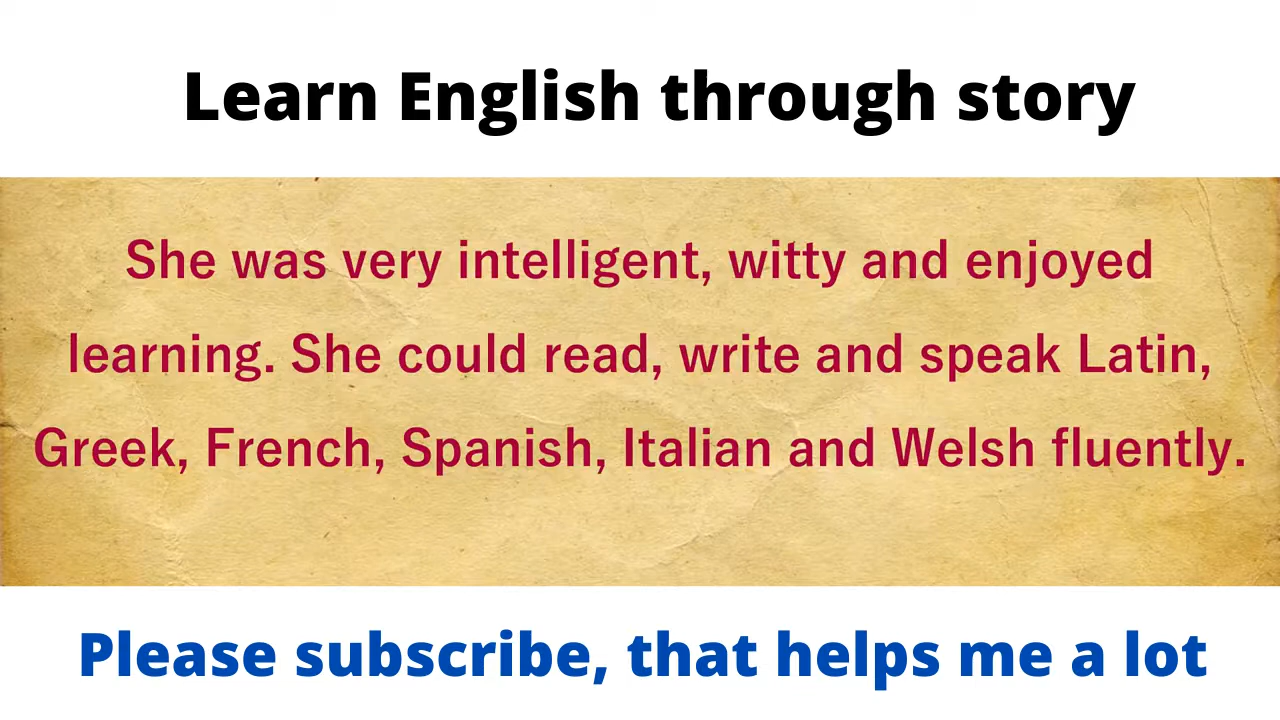 Learn English through story
She was very intelligent, witty and enjoyed
learning. She could read, write and speak Latin,
Greek, French, Spanish, Italian and Welsh fluently.
Please subscribe, that helps me a lot